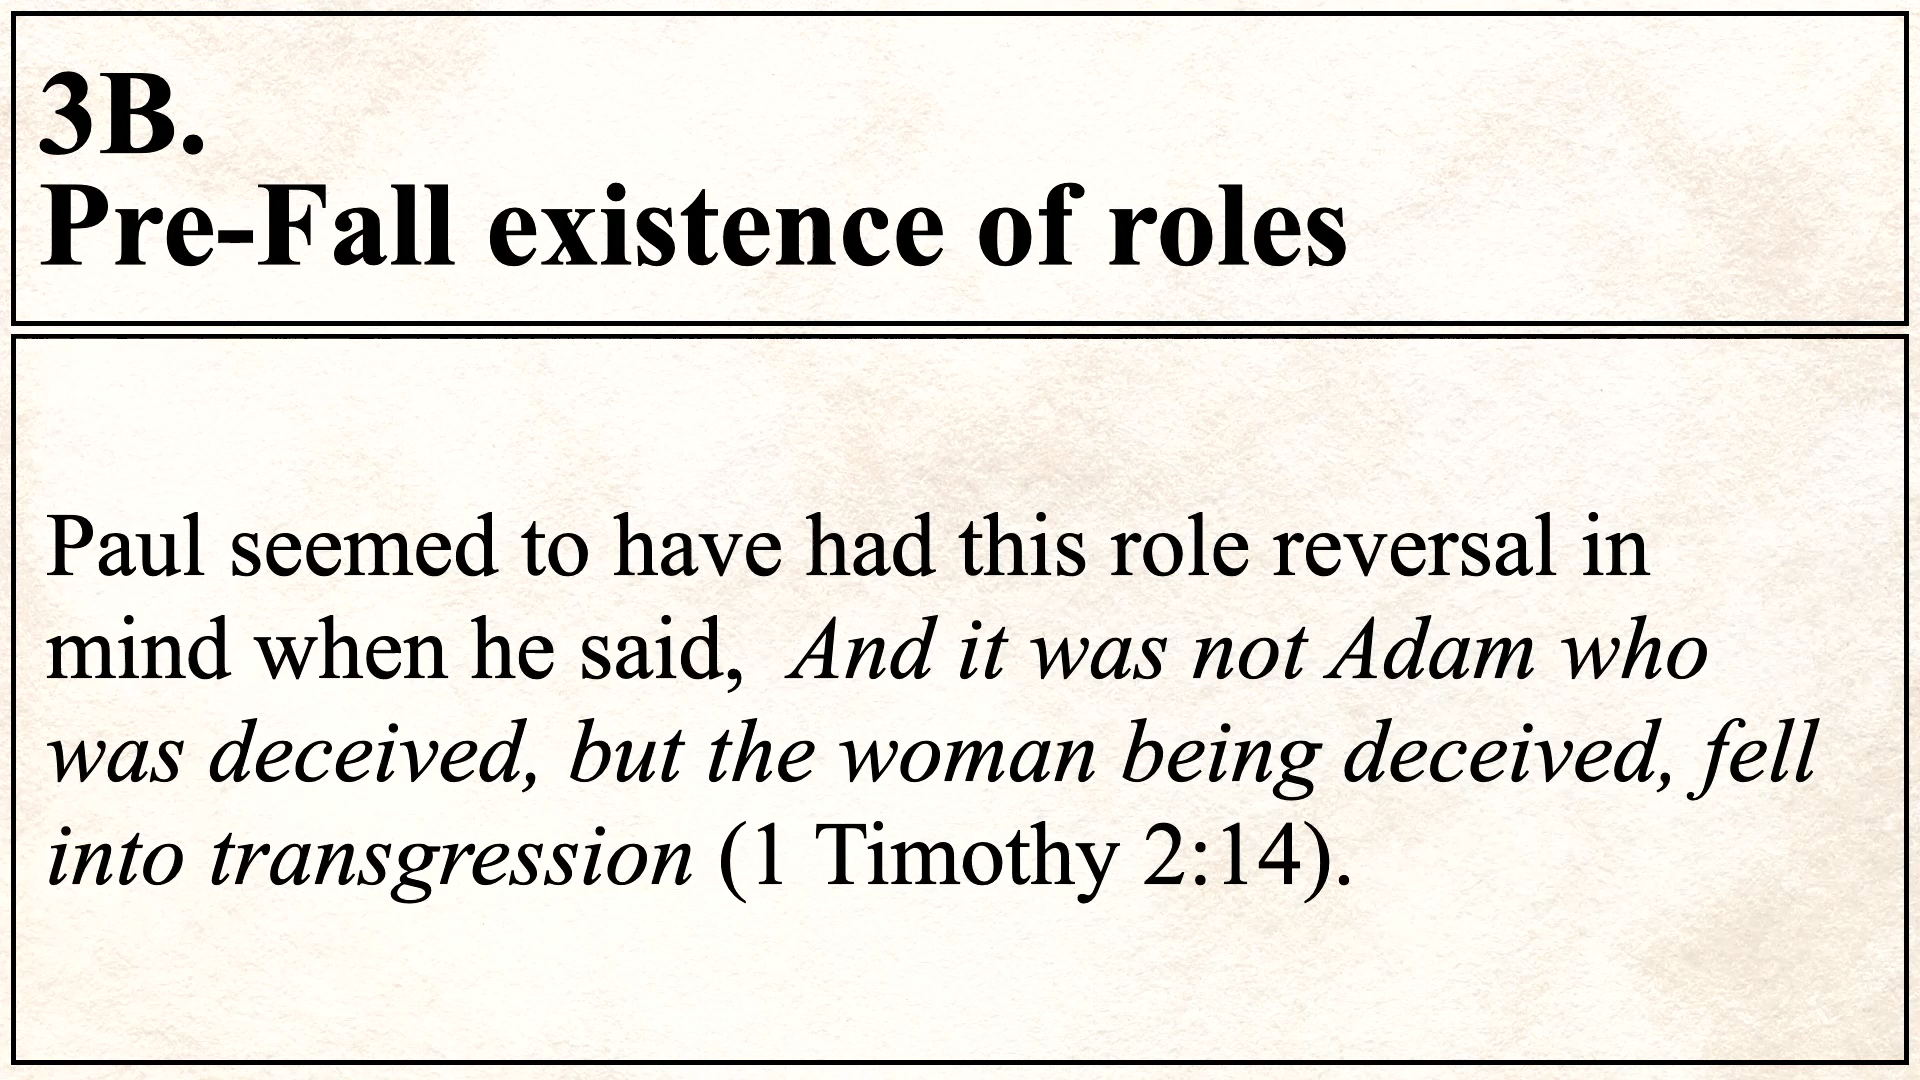 3B.
Pre-Fall existence of roles
Paul seemed to have had this role reversal in
mind when he said,  And it was not Adam who
was deceived, but the woman being deceived, fell
into transgression (1 Timothy 2:14).